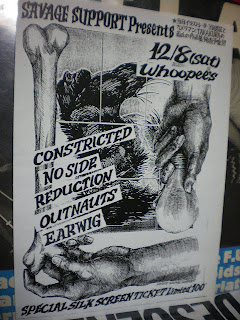 SAVAGE SUPPORT Presents
12/8(sat)
Whoopee's
CONSTRICTED
NO SIDE
REDUCTION
OUTNAUTS
EARWIG
SPECIAL SILK SCREEN TICKET Limited 100